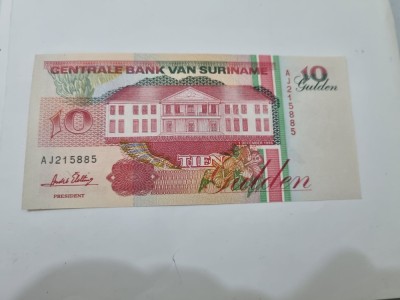 CENTRALE BANK VAN SURINAME
10
Gulden
AJ215885
10
AJ215885
TIEN
Gulden
PRESIDENT